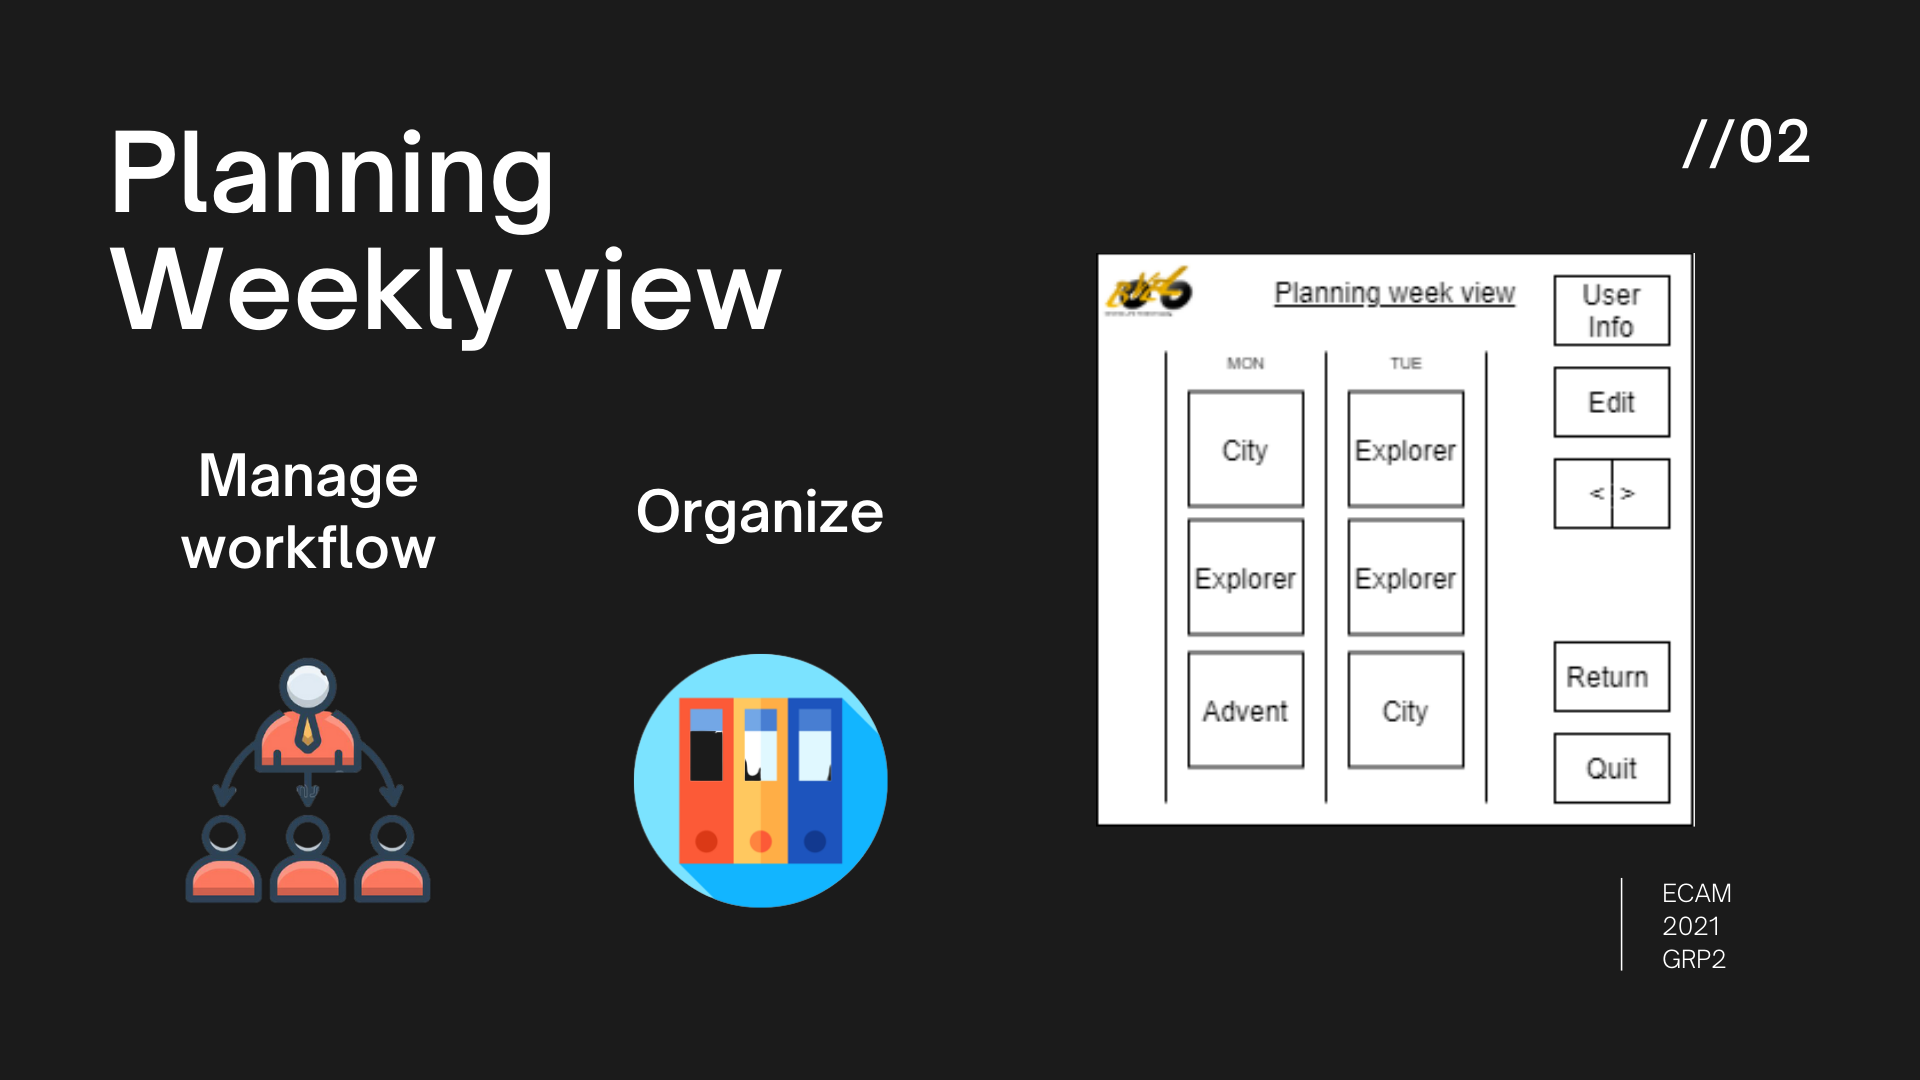 Planning
Weekly view
//02
Manage
workflow
Organize
Planning week view
User
Info
MON
TUE
Edit
City
Explorer
< >
Explorer
Explorer
Return
Advent
City
Quit
ECAM
2021
GRP2